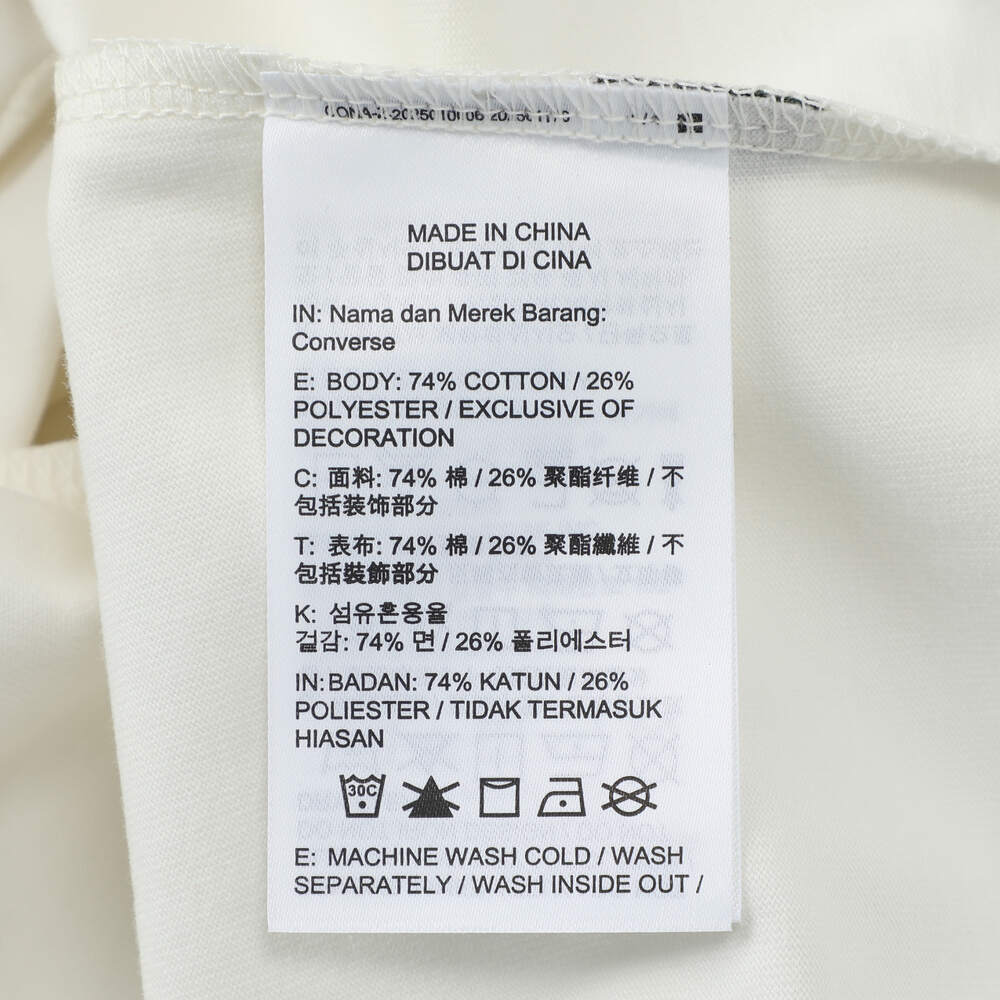 MADE IN CHINA
DIBUAT DI CINA
IN: Nama dan Merek Barang:
Converse
E: BODY: 74% COTTON / 26%
POLYESTER / EXCLUSIVE OF
DECORATION
C: 面料: 74% 棉 / 26% 聚酯纤维 / 不
包括装饰部分
T: 表布: 74% 棉 / 26% 聚酯纖維 / 不
包括裝飾部分
K: 섬유혼용율
겉감: 74% 면 / 26% 폴리에스터
IN: BADAN: 74% KATUN / 26%
POLIESTER / TIDAK TERMASUK
HIASAN
30C
E: MACHINE WASH COLD / WASH
SEPARATELY / WASH INSIDE OUT /